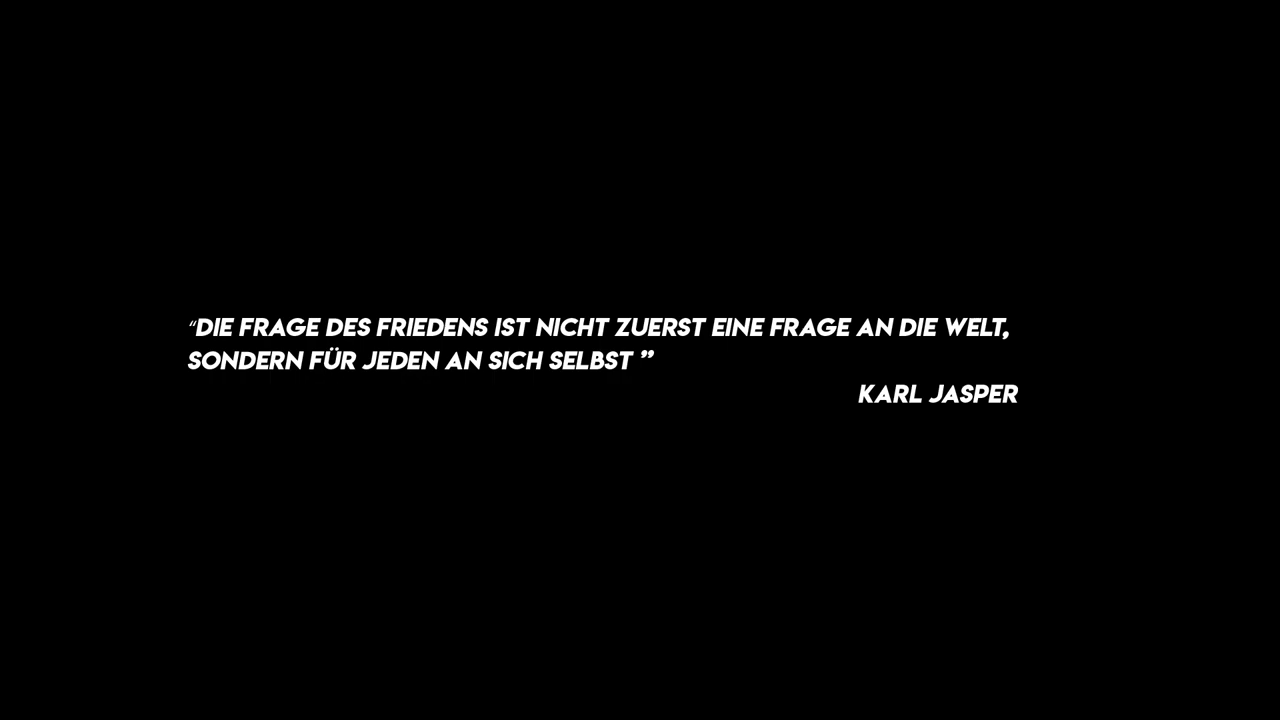 “DIE FRAGE DES FRIEDENS IST NICHT ZUERST EINE FRAGE AN DIE WELT,
SONDERN FÜR JEDEN AN SICH SELBST ”
KARL JASPER